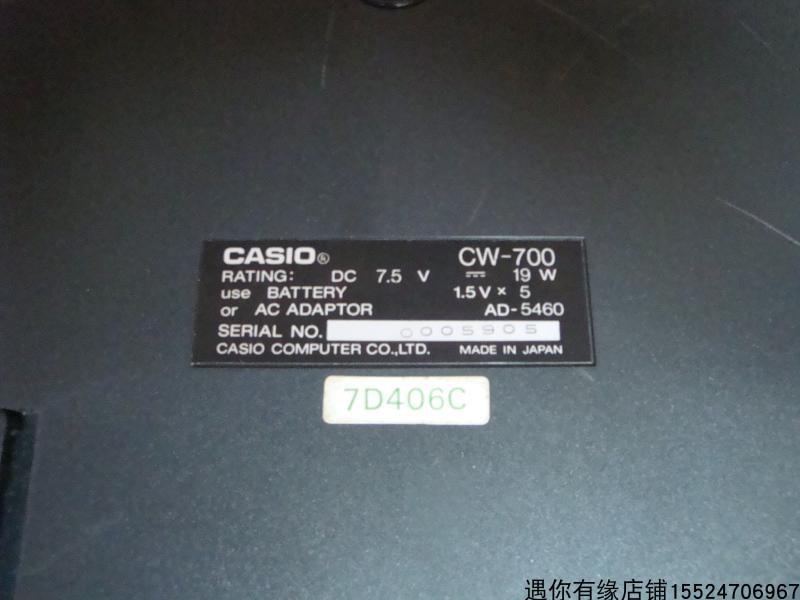 CASIO® CW-700
RATING: DC 7.5 V ⎓ 19 W
use BATTERY 1.5V × 5
or AC ADAPTOR AD-5460
SERIAL NO. 0005905
CASIO COMPUTER CO.,LTD. MADE IN JAPAN
7D406C
遇你有缘店铺15524706967